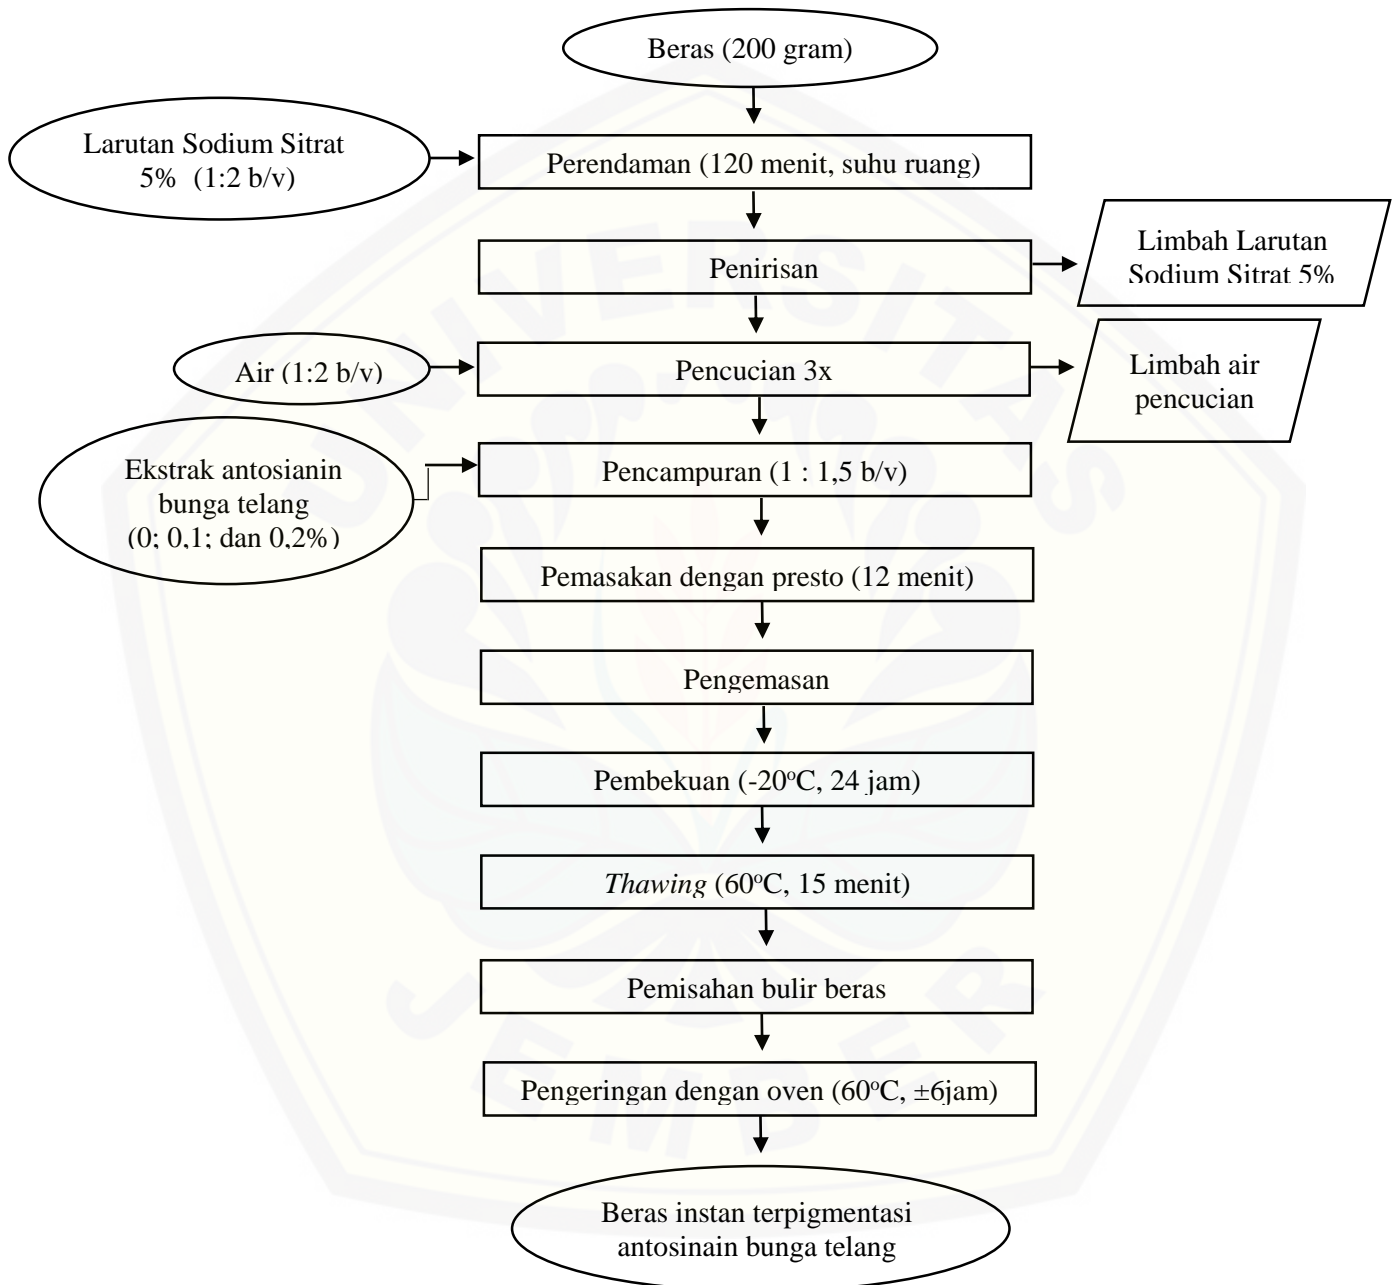 Beras (200 gram)
Larutan Sodium Sitrat
5% (1:2 b/v)
Perendaman (120 menit, suhu ruang)
Penirisan
Limbah Larutan
Sodium Sitrat 5%
Air (1:2 b/v)
Pencucian 3x
Limbah air
pencucian
Ekstrak antosianin
bunga telang
(0; 0,1; dan 0,2%)
Pencampuran (1 : 1,5 b/v)
Pemasakan dengan presto (12 menit)
Pengemasan
Pembekuan (-20°C, 24 jam)
Thawing (60°C, 15 menit)
Pemisahan bulir beras
Pengeringan dengan oven (60°C, ±6jam)
Beras instan terpigmentasi
antosinain bunga telang
UNIVERSITAS
JEMBER